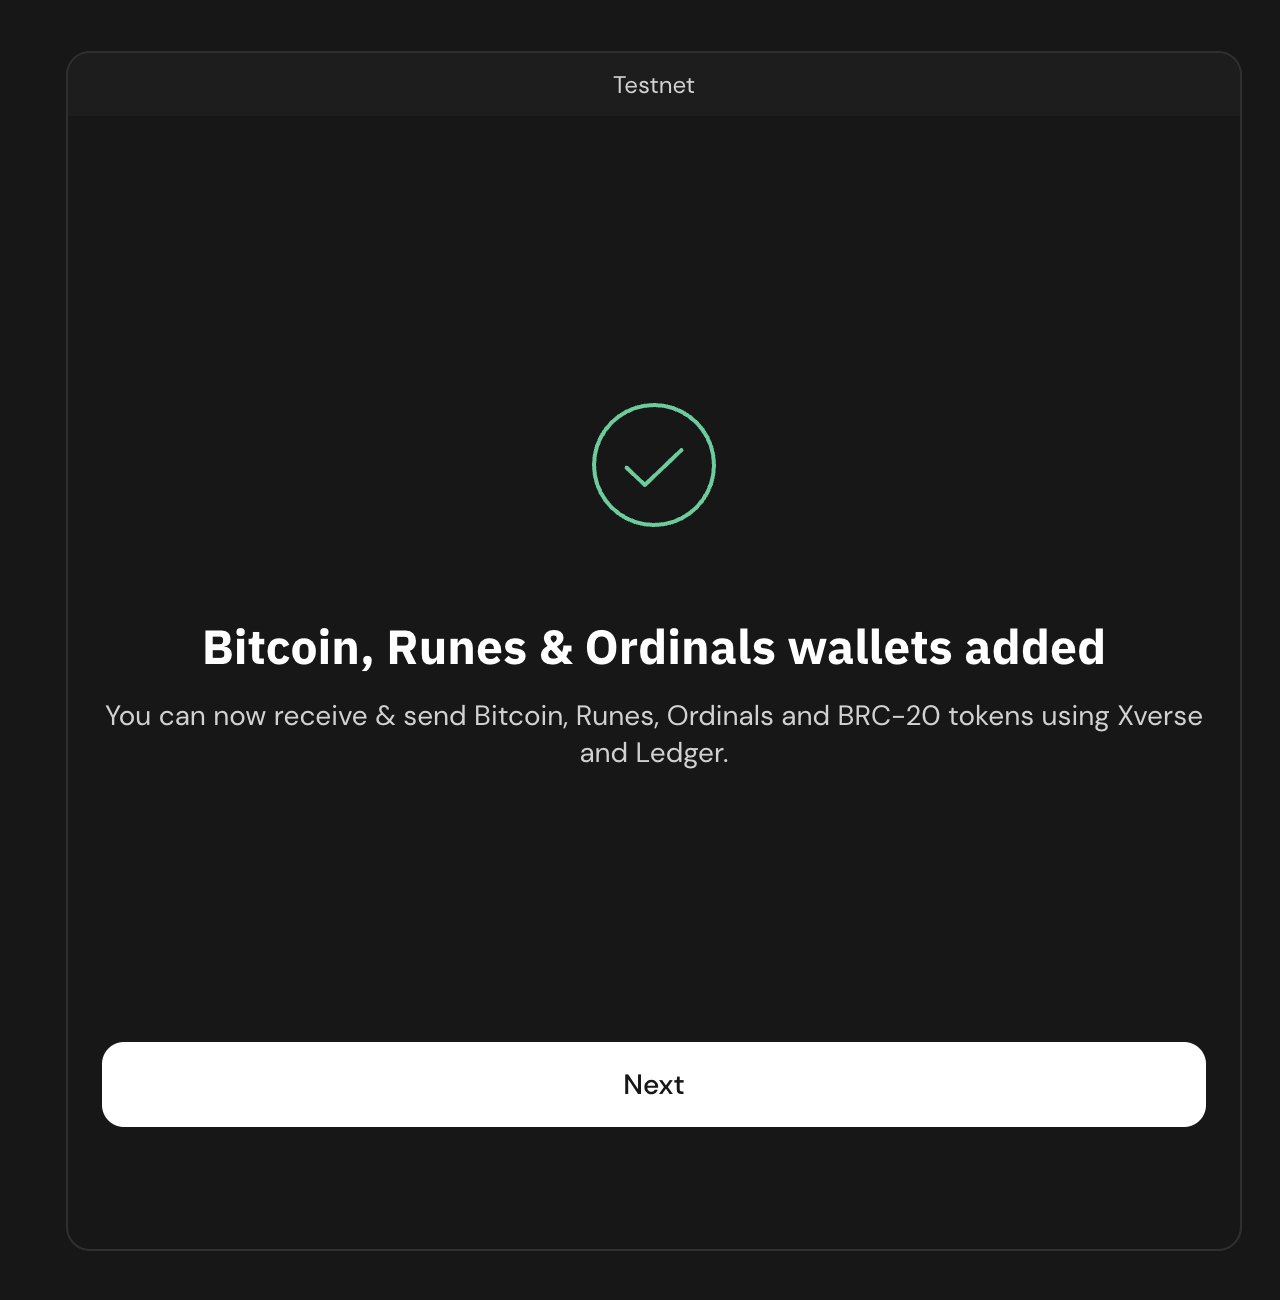 Testnet
Bitcoin, Runes & Ordinals wallets added
You can now receive & send Bitcoin, Runes, Ordinals and BRC-20 tokens using Xverse
and Ledger.
Next